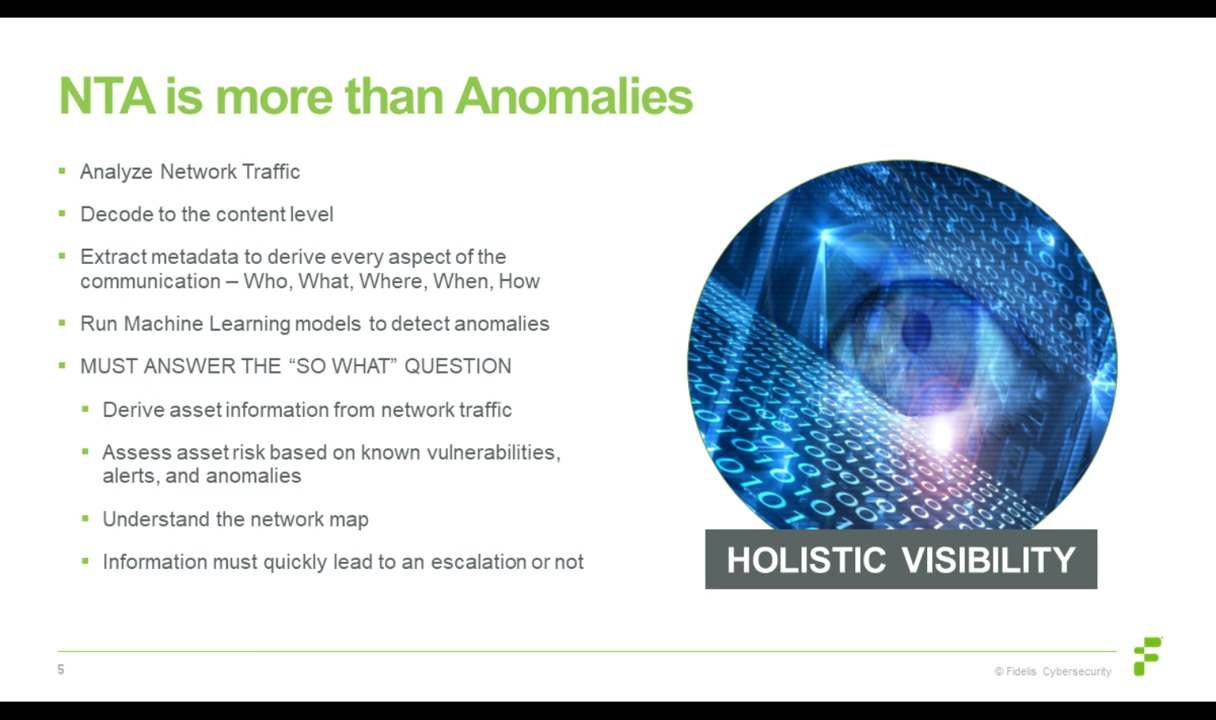 NTA is more than Anomalies
▪ Analyze Network Traffic
▪ Decode to the content level
▪ Extract metadata to derive every aspect of the
communication – Who, What, Where, When, How
▪ Run Machine Learning models to detect anomalies
▪ MUST ANSWER THE “SO WHAT” QUESTION
▪ Derive asset information from network traffic
▪ Assess asset risk based on known vulnerabilities,
alerts, and anomalies
▪ Understand the network map
▪ Information must quickly lead to an escalation or not
HOLISTIC VISIBILITY
5
© Fidelis Cybersecurity